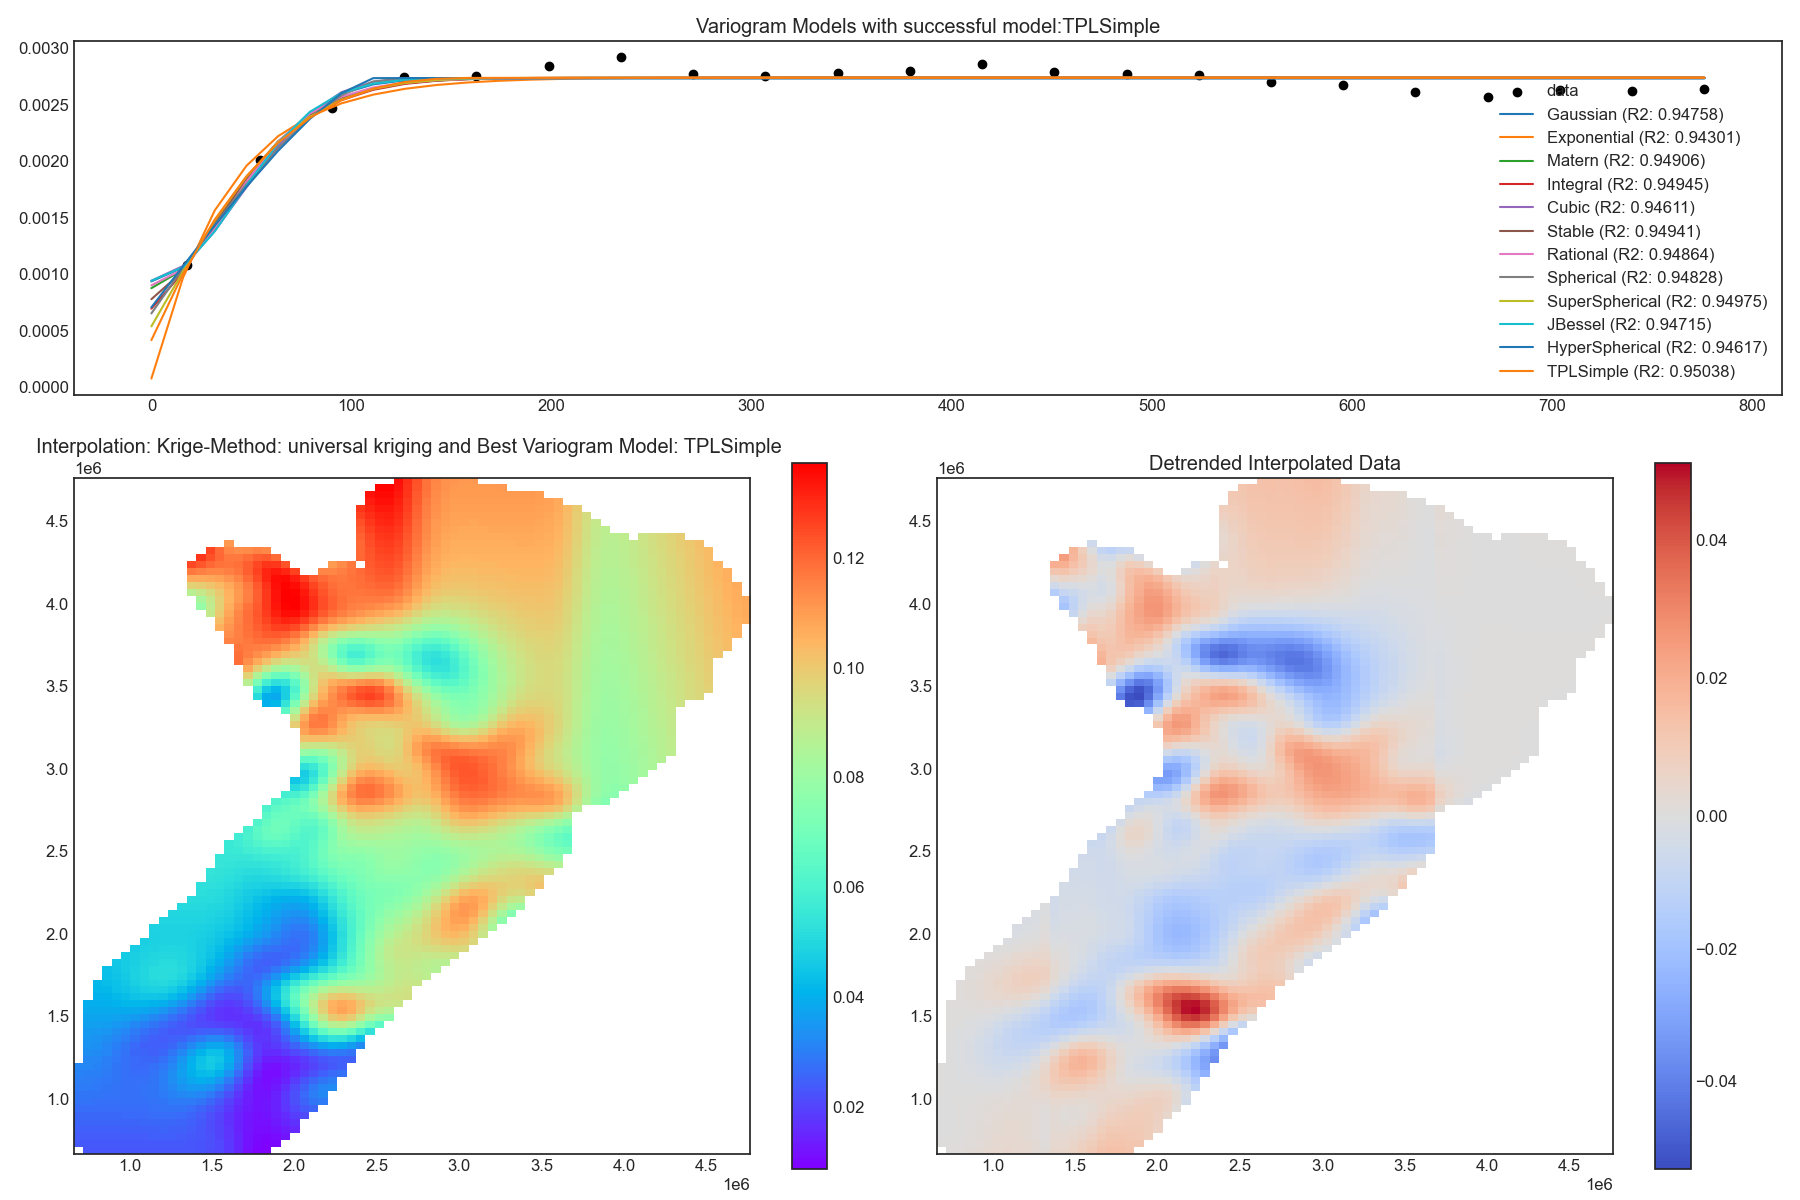 Variogram Models with successful model:TPLSimple
0.0030
0.0025
0.0020
0.0015
0.0010
0.0005
0.0000
data
Gaussian (R2: 0.94758)
Exponential (R2: 0.94301)
Matern (R2: 0.94906)
Integral (R2: 0.94945)
Cubic (R2: 0.94611)
Stable (R2: 0.94941)
Rational (R2: 0.94864)
Spherical (R2: 0.94828)
SuperSpherical (R2: 0.94975)
JBessel (R2: 0.94715)
HyperSpherical (R2: 0.94617)
TPLSimple (R2: 0.95038)
0 100 200 300 400 500 600 700 800
Interpolation: Krige-Method: universal kriging and Best Variogram Model: TPLSimple
1e6
4.5
4.0
3.5
3.0
2.5
2.0
1.5
1.0
1.0 1.5 2.0 2.5 3.0 3.5 4.0 4.5
1e6
0.12
0.10
0.08
0.06
0.04
0.02
Detrended Interpolated Data
1e6
4.5
4.0
3.5
3.0
2.5
2.0
1.5
1.0
1.0 1.5 2.0 2.5 3.0 3.5 4.0 4.5
1e6
0.04
0.02
0.00
−0.02
−0.04